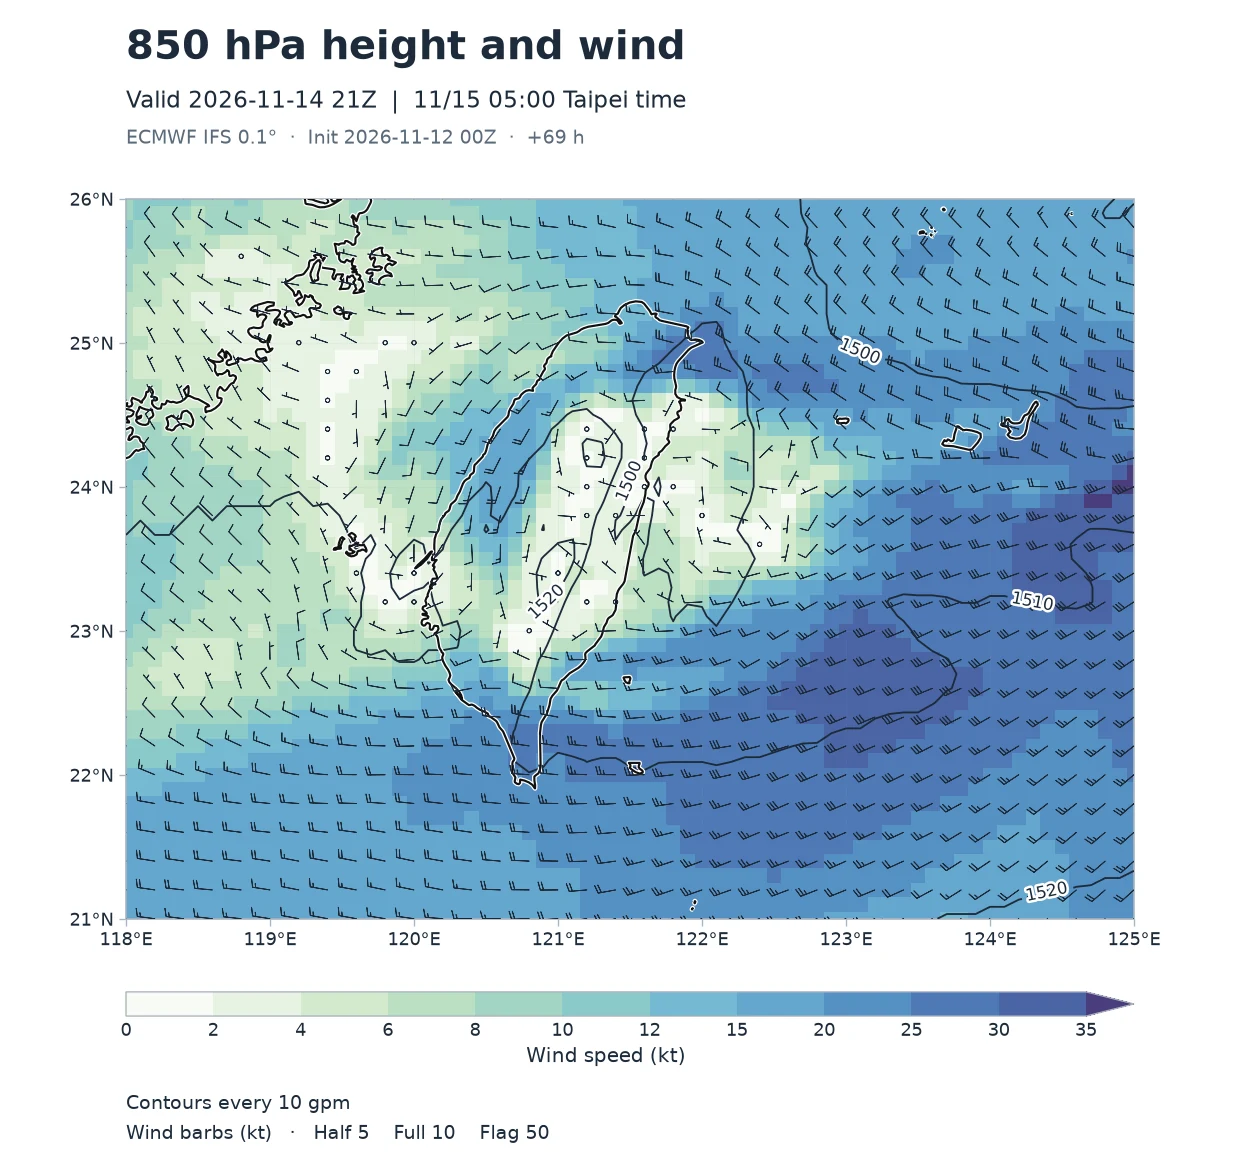 850 hPa height and wind
Valid 2026-11-14 21Z | 11/15 05:00 Taipei time
ECMWF IFS 0.1° · Init 2026-11-12 00Z · +69 h
26°N
25°N
24°N
23°N
22°N
21°N
1500
1500
1520
1510
1520
118°E 119°E 120°E 121°E 122°E 123°E 124°E 125°E
0 2 4 6 8 10 12 15 20 25 30 35
Wind speed (kt)
Contours every 10 gpm
Wind barbs (kt) · Half 5 Full 10 Flag 50